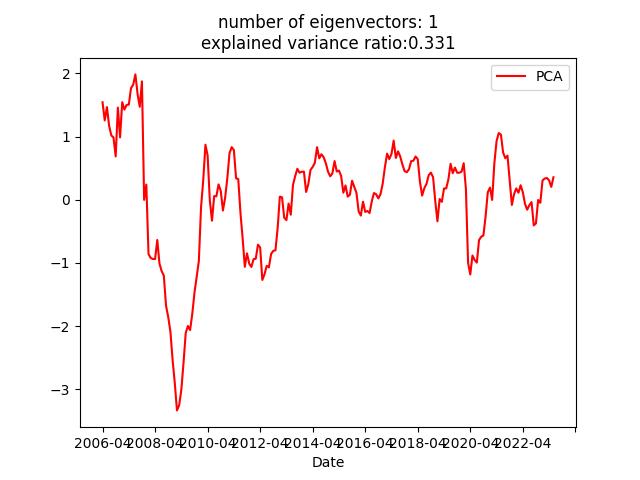 number of eigenvectors: 1
explained variance ratio:0.331
PCA
2
1
0
−1
−2
−3
2006-04 2008-04 2010-04 2012-04 2014-04 2016-04 2018-04 2020-04 2022-04
Date